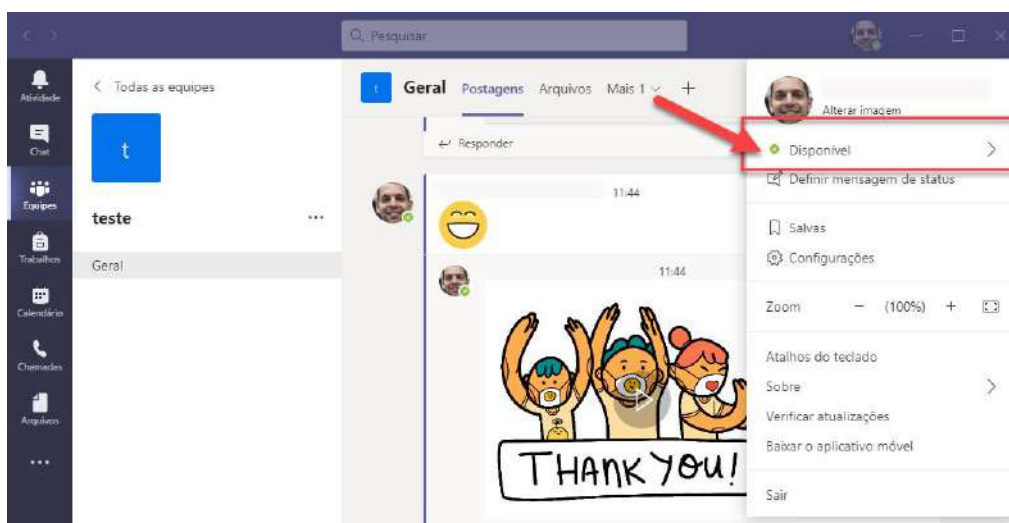 Pesquisar
Atividade
Chat
Equipes
Trabalhos
Calendário
Chamadas
Arquivos
Todas as equipes
t
teste
Geral
t Geral Postagens Arquivos Mais 1
Responder
11:44
11:44
THANK YOU!
Alterar imagem
Disponível
Definir mensagem de status
Salvas
Configurações
Zoom − (100%) +
Atalhos do teclado
Sobre
Verificar atualizações
Baixar o aplicativo móvel
Sair